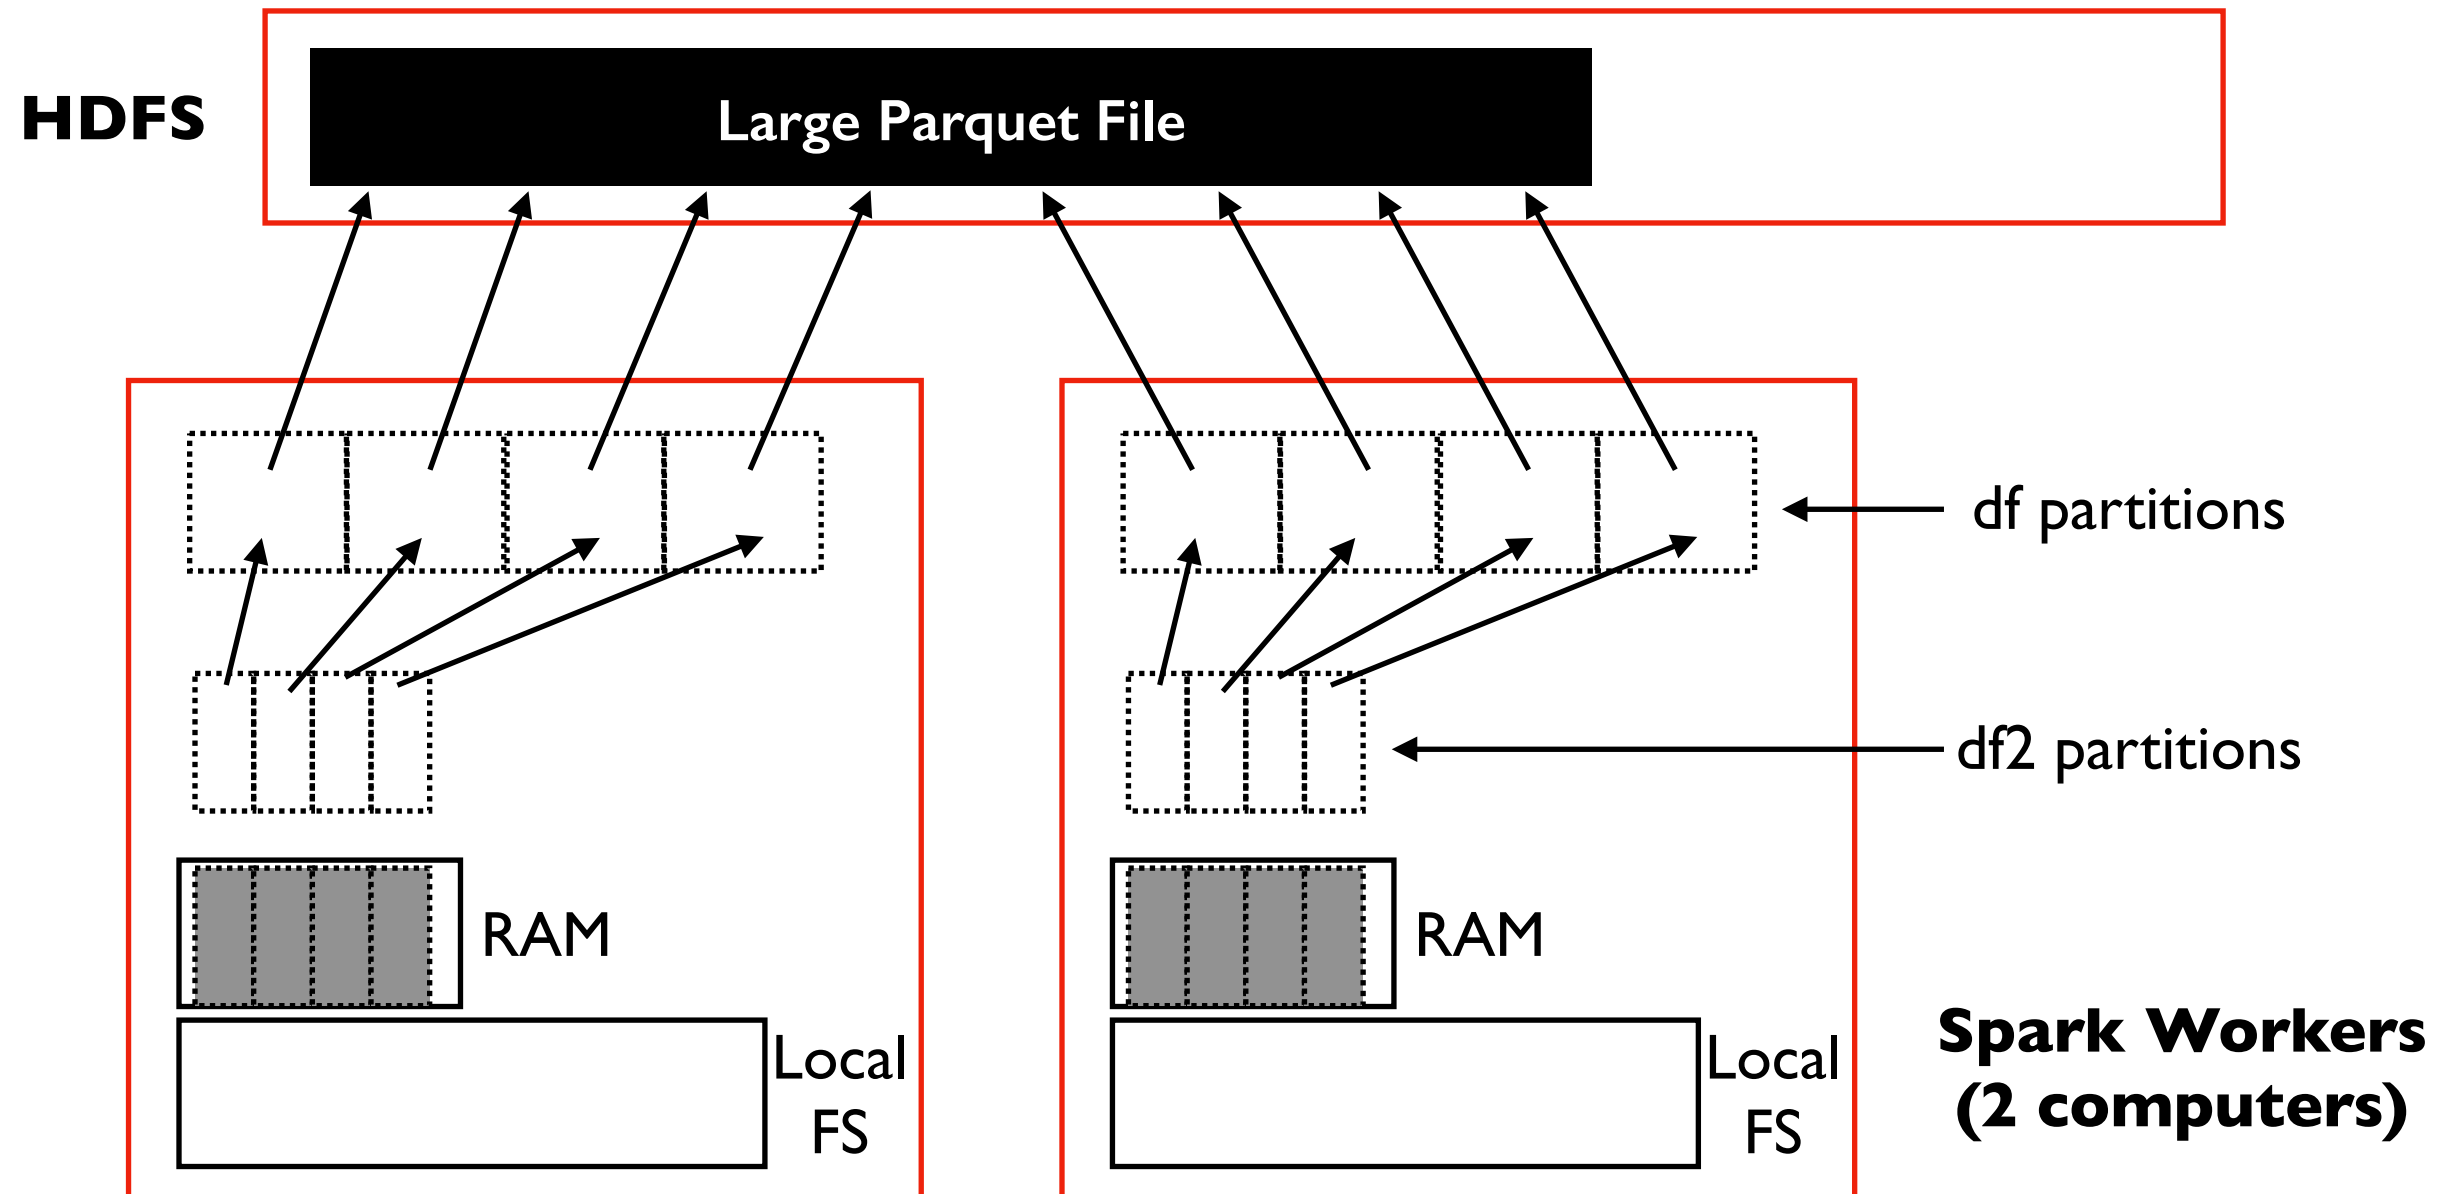 HDFS
Large Parquet File
df partitions
df2 partitions
RAM
RAM
Local
FS
Local
FS
Spark Workers
(2 computers)